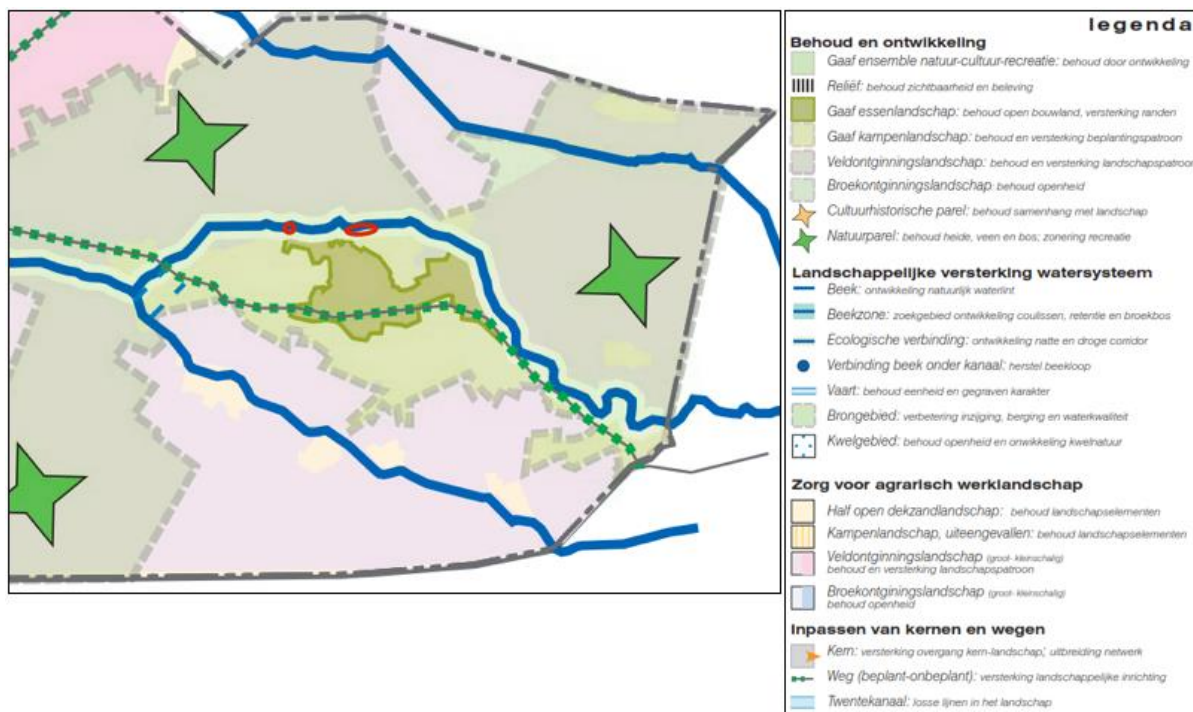 legenda
Behoud en ontwikkeling
Gaaf ensemble natuur-cultuur-recreatie: behoud door ontwikkeling
Reliëf: behoud zichtbaarheid en beleving
Gaaf essenlandschap: behoud open bouwland, versterking randen
Gaaf kampenlandschap: behoud en versterking beplantingspatroon
Veldontginningslandschap: behoud en versterking landschapspatroon
Broekontginningslandschap: behoud openheid
Cultuurhistorische parel: behoud samenhang met landschap
Natuurparel: behoud heide, veen en bos; zonering recreatie
Landschappelijke versterking watersysteem
Beek: ontwikkeling natuurlijk waterlint
Beekzone: zoekgebied ontwikkeling coulissen, retentie en broekbos
Ecologische verbinding: ontwikkeling natte en droge corridor
Verbinding beek onder kanaal: herstel beekloop
Vaart: behoud eenheid en gegraven karakter
Brongebied: verbetering inzijging, berging en waterkwaliteit
Kwelgebied: behoud openheid en onwikkeling kwelnatuur
Zorg voor agrarisch werklandschap
Half open dekzandlandschap: behoud landschapselementen
Kampenlandschap, uiteengevallen: behoud landschapselementen
Veldontginningslandschap (groot- kleinschalig)
behoud en versterking landschapspatroon
Broekontginingslandschap (groot- kleinschalig)
behoud openheid
Inpassen van kernen en wegen
Kern: versterking overgang kern-landschap; uitbreiding netwerk
Weg (beplant-onbeplant): versterking landschappelijke inrichting
Twentekanaal: losse lijnen in het landschap